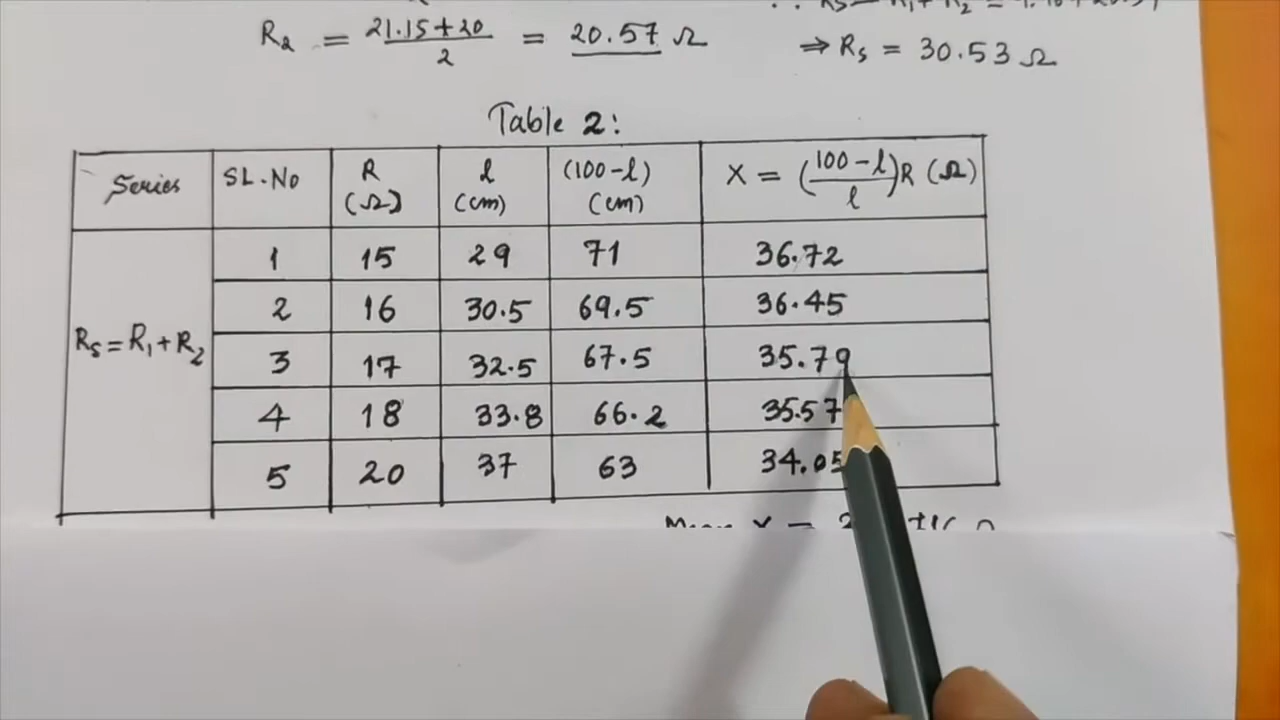 R₂ = 21.15+20 / 2 = 20.57 Ω
⇒ Rs = 30.53 Ω
Table 2:
Series SL.No R (Ω) l (cm) (100-l) (cm) X = (100-l / l)R (Ω)
Rs = R₁ + R₂
1 15 29 71 36.72
2 16 30.5 69.5 36.45
3 17 32.5 67.5 35.79
4 18 33.8 66.2 35.57
5 20 37 63 34.05